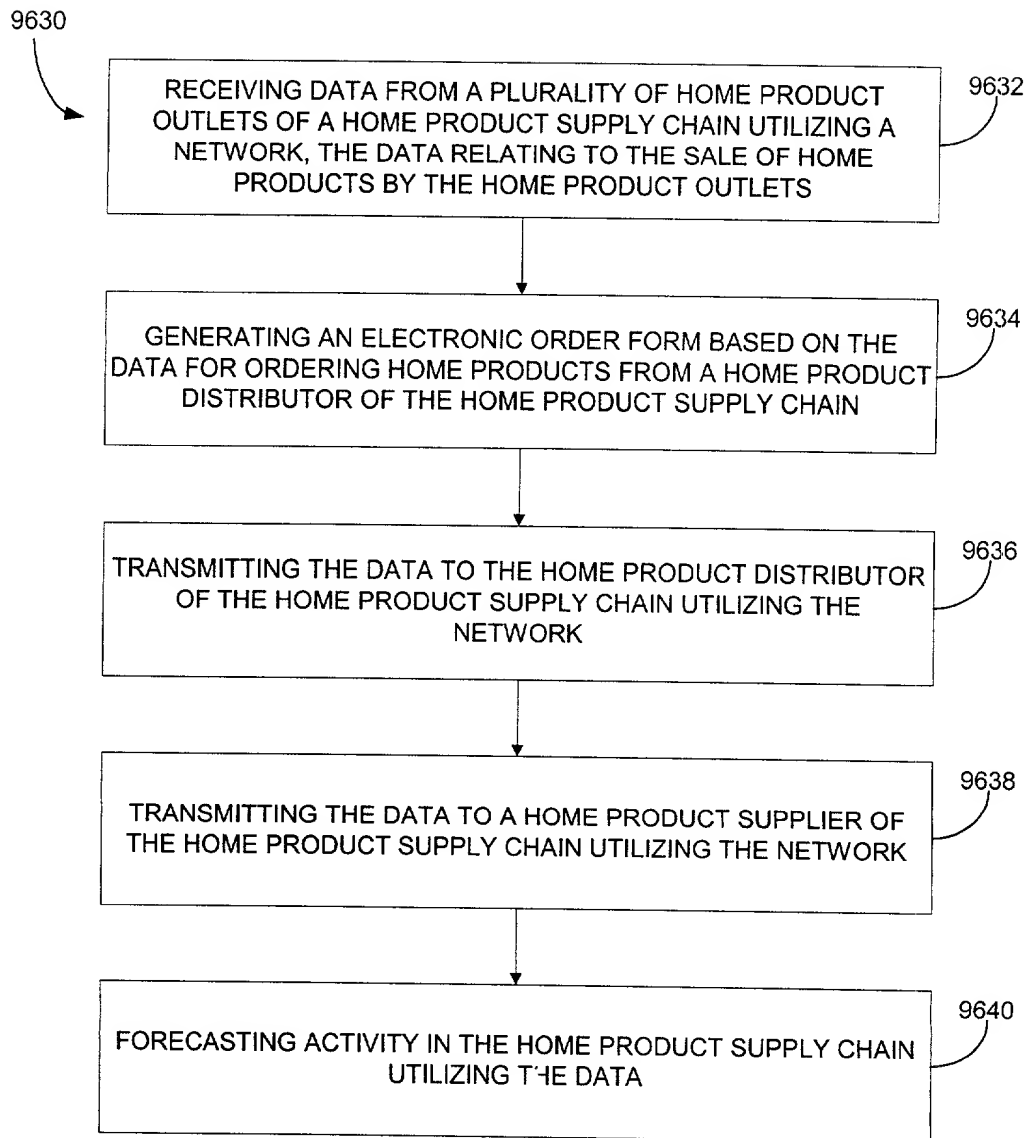 9630
RECEIVING DATA FROM A PLURALITY OF HOME PRODUCT
OUTLETS OF A HOME PRODUCT SUPPLY CHAIN UTILIZING A
NETWORK, THE DATA RELATING TO THE SALE OF HOME
PRODUCTS BY THE HOME PRODUCT OUTLETS
9632
GENERATING AN ELECTRONIC ORDER FORM BASED ON THE
DATA FOR ORDERING HOME PRODUCTS FROM A HOME PRODUCT
DISTRIBUTOR OF THE HOME PRODUCT SUPPLY CHAIN
9634
TRANSMITTING THE DATA TO THE HOME PRODUCT DISTRIBUTOR
OF THE HOME PRODUCT SUPPLY CHAIN UTILIZING THE
NETWORK
9636
TRANSMITTING THE DATA TO A HOME PRODUCT SUPPLIER OF
THE HOME PRODUCT SUPPLY CHAIN UTILIZING THE NETWORK
9638
FORECASTING ACTIVITY IN THE HOME PRODUCT SUPPLY CHAIN
UTILIZING THE DATA
9640